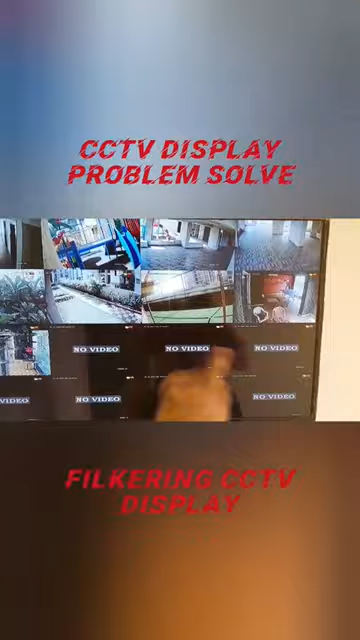 CCTV DISPLAY
PROBLEM SOLVE
NO VIDEO NO VIDEO NO VIDEO
VIDEO NO VIDEO NO VIDEO
FILKERING CCTV
DISPLAY